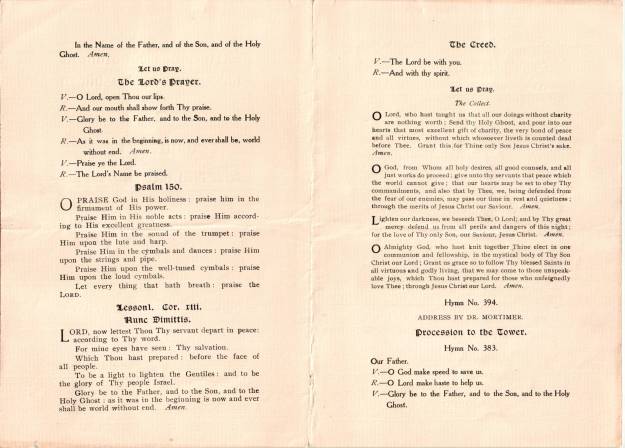 In the Name of the Father, and of the Son, and of the Holy
Ghost. Amen.
Let us Pray.
The Lord's Prayer.
V.—O Lord, open Thou our lips.
R.—And our mouth shall show forth Thy praise.
V.—Glory be to the Father, and to the Son, and to the Holy
Ghost
R.—As it was in the beginning, is now, and ever shall be, world
without end. Amen.
V.—Praise ye the Lord.
R.—The Lord's Name be praised.
Psalm 150.
O PRAISE God in His holiness: praise him in the
firmament of His power.
Praise Him in His noble acts: praise Him accord-
ing to His excellent greatness.
Praise Him in the sound of the trumpet: praise
Him upon the lute and harp.
Praise Him in the cymbals and dances: praise Him
upon the strings and pipe.
Praise Him upon the well-tuned cymbals: praise
Him upon the loud cymbals.
Let every thing that hath breath: praise the
LORD.
Lesson1. Cor. xiii.
Nunc Dimittis.
LORD, now lettest Thou Thy servant depart in peace:
according to Thy word.
For mine eyes have seen: Thy salvation.
Which Thou hast prepared: before the face of
all people.
To be a light to lighten the Gentiles: and to be
the glory of Thy people Israel.
Glory be to the Father, and to the Son, and to the
Holy Ghost: as it was in the beginning is now and ever
shall be world without end. Amen.
The Creed.
V.—The Lord be with you.
R.—And with thy spirit.
Let us Pray.
The Collect.
O Lord, who hast taught us that all our doings without charity
are nothing worth; Send thy Holy Ghost, and pour into our
hearts that most excellent gift of charity, the very bond of peace
and all virtues, without which whosoever liveth is counted dead
before Thee. Grant this for Thine only Son Jesus Christ's sake.
Amen.
O God, from Whom all holy desires, all good counsels, and all
just works do proceed; give unto thy servants that peace which
the world cannot give; that our hearts may be set to obey Thy
commandments, and also that by Thee, we, being defended from
the fear of our enemies, may pass our time in rest and quietness;
through the merits of Jesus Christ our Saviour. Amen.
Lighten our darkness, we beseech Thee, O Lord; and by Thy great
mercy defend us from all perils and dangers of this night;
for the love of Thy only Son, our Saviour, Jesus Christ. Amen.
O Almighty God, who hast knit together Thine elect in one
communion and fellowship, in the mystical body of Thy Son
Christ our Lord; Grant us grace so to follow Thy blessed Saints in
all virtuous and godly living, that we may come to those unspeak-
able joys, which Thou hast prepared for those who unfeignedly
love Thee; through Jesus Christ our Lord. Amen.
Hymn No. 394.
ADDRESS BY DR. MORTIMER.
Procession to the Tower.
Hymn No. 383.
Our Father.
V.—O God make speed to save us.
R.—O Lord make haste to help us.
V.—Glory be to the Father, and to the Son, and to the Holy
Ghost.